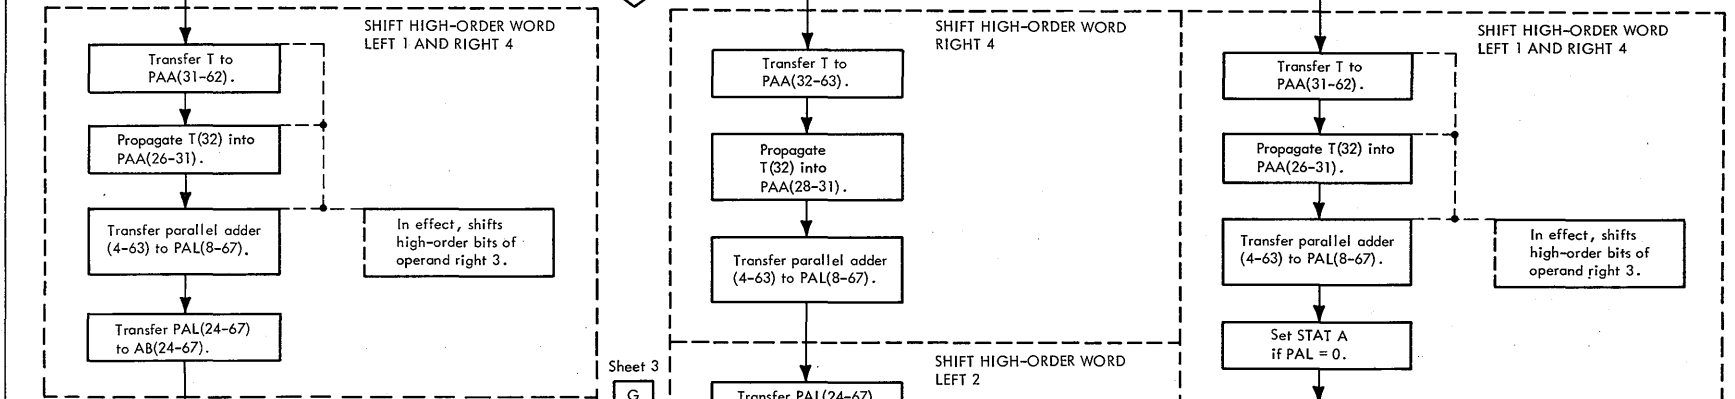 SHIFT HIGH-ORDER WORD
LEFT 1 AND RIGHT 4
Transfer T to
PAA(31-62).
Propagate T(32) into
PAA(26-31).
Transfer parallel adder
(4-63) to PAL(8-67).
In effect, shifts
high-order bits of
operand right 3.
Transfer PAL(24-67)
to AB(24-67).
Sheet 3
G
SHIFT HIGH-ORDER WORD
RIGHT 4
Transfer T to
PAA(32-63).
Propagate
T(32) into
PAA(28-31).
Transfer parallel adder
(4-63) to PAL(8-67).
SHIFT HIGH-ORDER WORD
LEFT 2
Transfer PAL(24-67)
SHIFT HIGH-ORDER WORD
LEFT 1 AND RIGHT 4
Transfer T to
PAA(31-62).
Propagate T(32) into
PAA(26-31).
Transfer parallel adder
(4-63) to PAL(8-67).
In effect, shifts
high-order bits of
operand right 3.
Set STAT A
if PAL = 0.